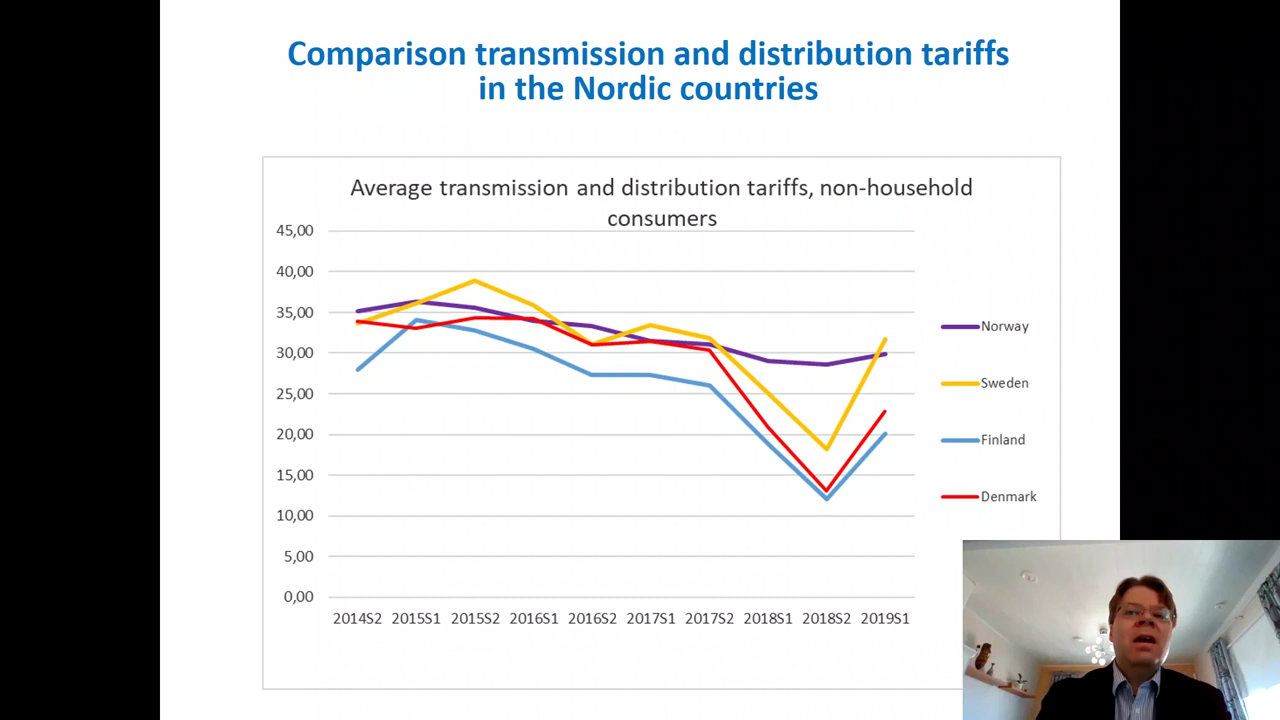 Comparison transmission and distribution tariffs
in the Nordic countries
Average transmission and distribution tariffs, non-household
consumers
45,00
40,00
35,00
30,00
25,00
20,00
15,00
10,00
5,00
0,00
2014S2 2015S1 2015S2 2016S1 2016S2 2017S1 2017S2 2018S1 2018S2 2019S1
Norway
Sweden
Finland
Denmark